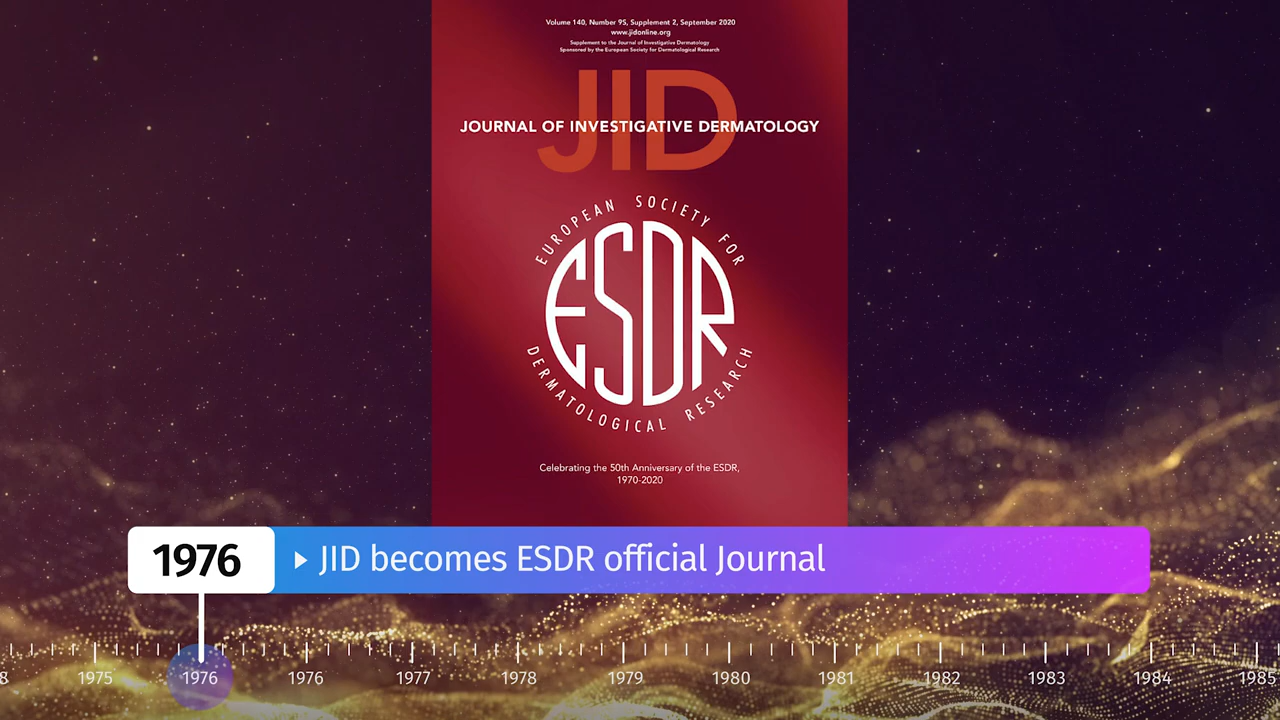 Volume 140, Number 9S, Supplement 2, September 2020
www.jidonline.org
Supplement to the Journal of Investigative Dermatology
Sponsored by the European Society for Dermatological Research
JID
JOURNAL OF INVESTIGATIVE DERMATOLOGY
EUROPEAN SOCIETY FOR
ESDR
DERMATOLOGICAL RESEARCH
Celebrating the 50th Anniversary of the ESDR,
1970-2020
1976 JID becomes ESDR official Journal
8 1975 1976 1976 1977 1978 1979 1980 1981 1982 1983 1984 1985